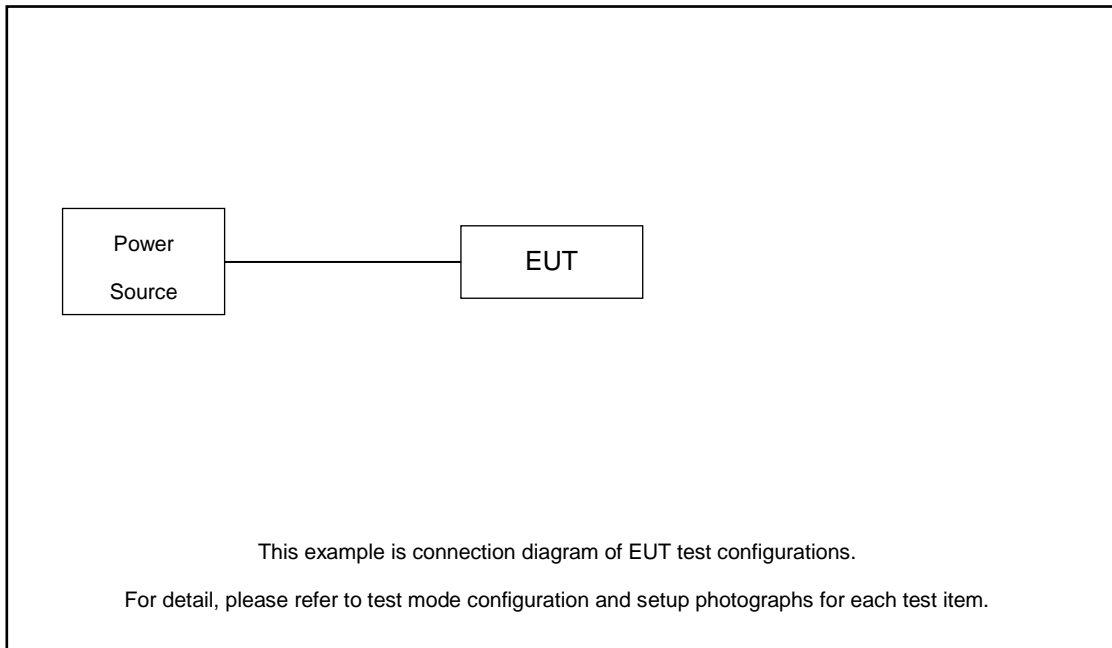 Power
Source
EUT
This example is connection diagram of EUT test configurations.
For detail, please refer to test mode configuration and setup photographs for each test item.